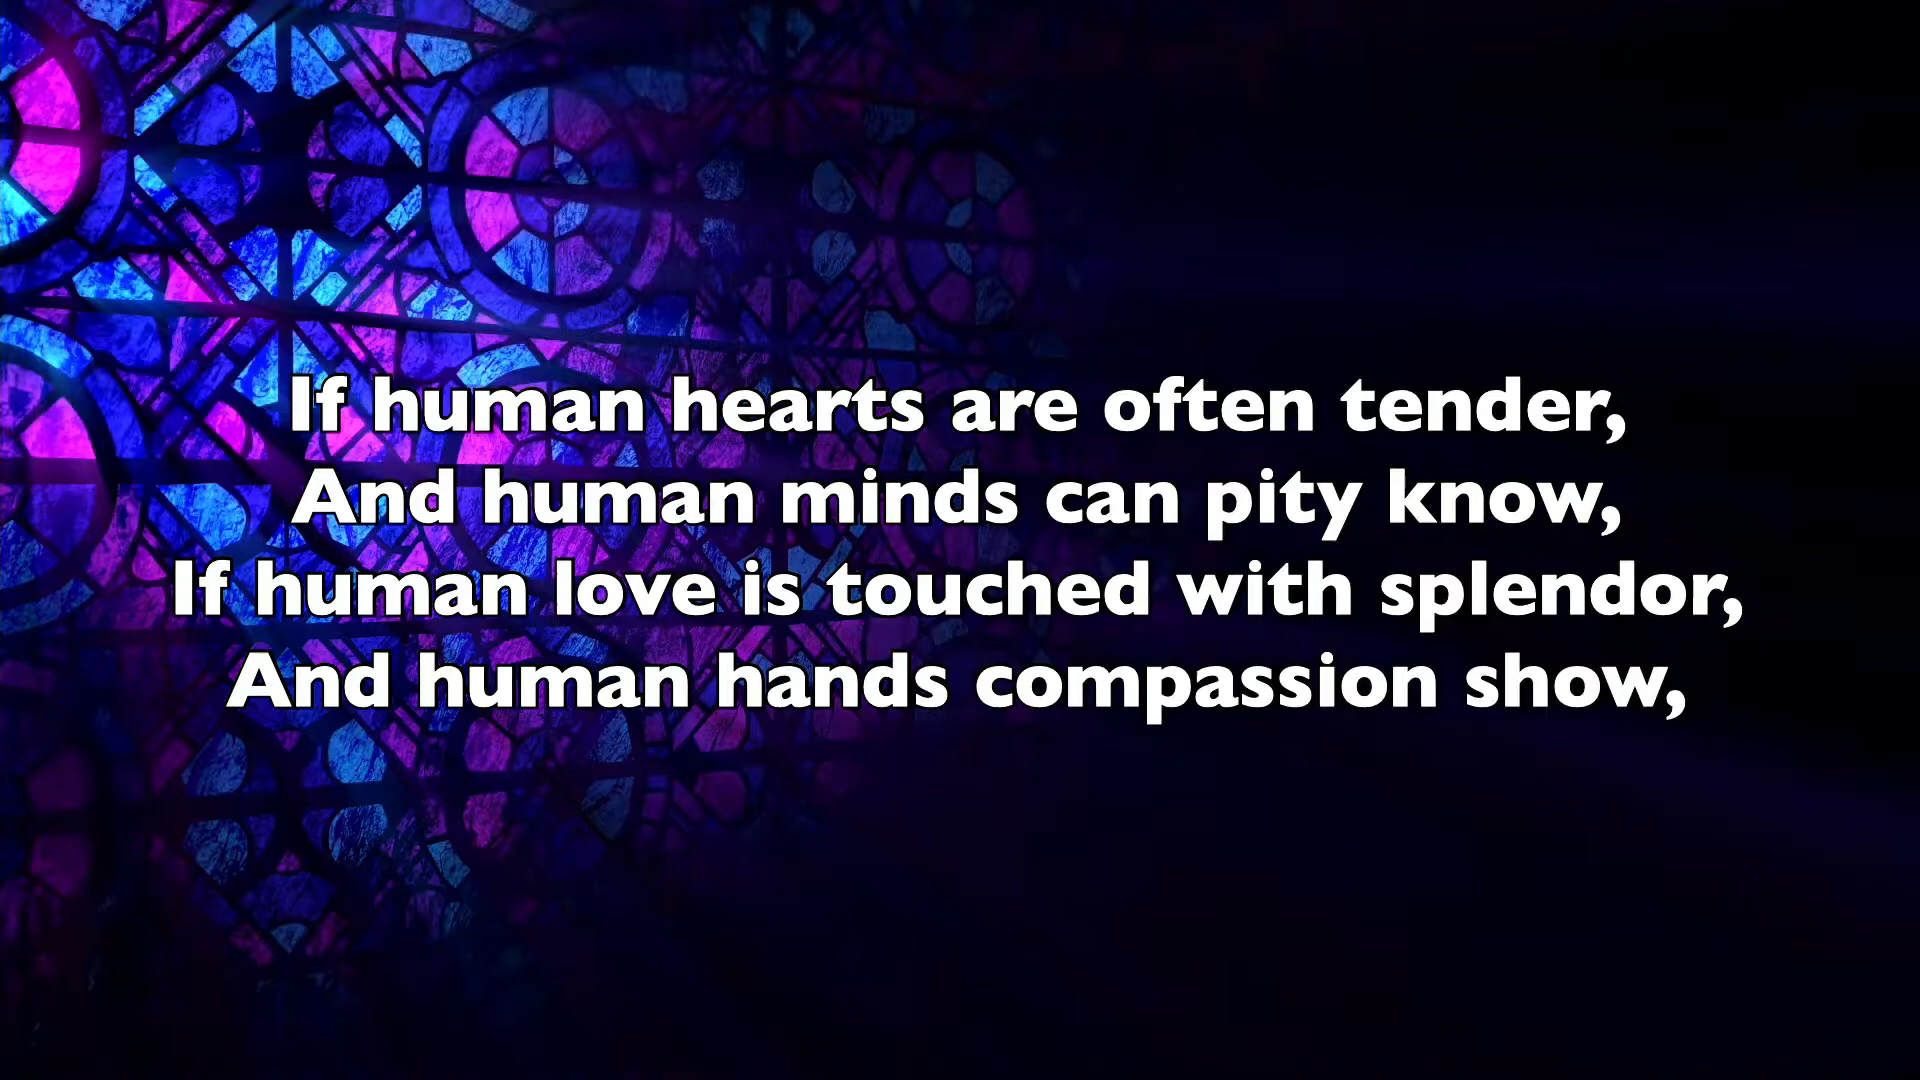 If human hearts are often tender,
And human minds can pity know,
If human love is touched with splendor,
And human hands compassion show,